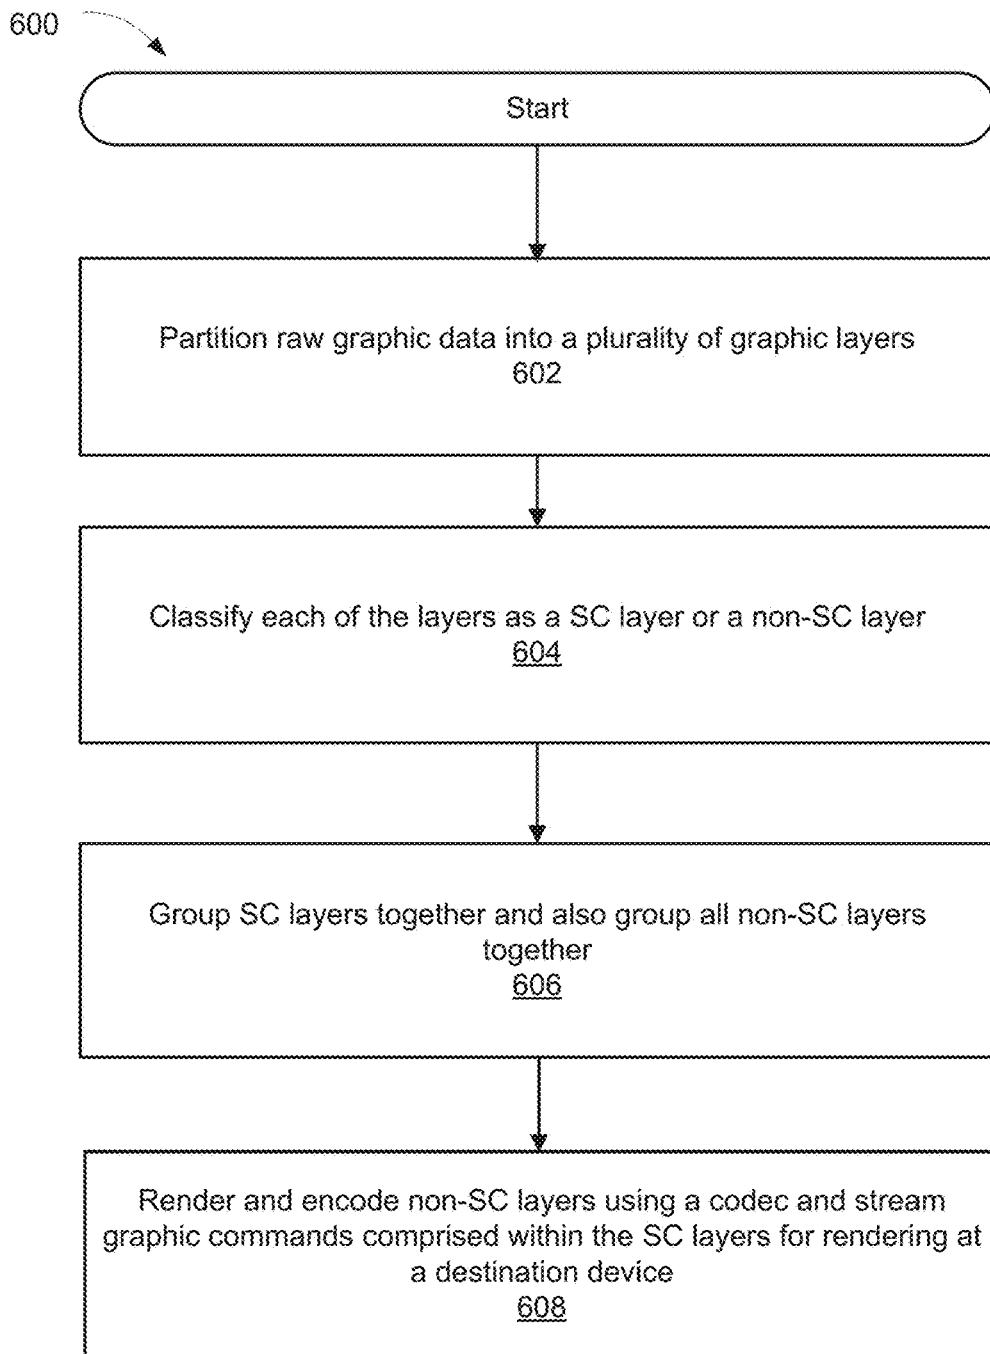 600
Start
Partition raw graphic data into a plurality of graphic layers
602
Classify each of the layers as a SC layer or a non-SC layer
604
Group SC layers together and also group all non-SC layers
together
606
Render and encode non-SC layers using a codec and stream
graphic commands comprised within the SC layers for rendering at
a destination device
608